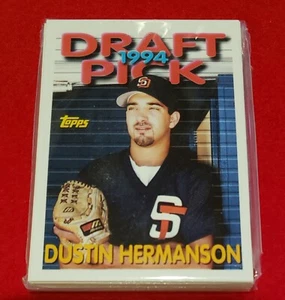 DRAFT
1994
PICK
SD
Topps
SD
DUSTIN HERMANSON